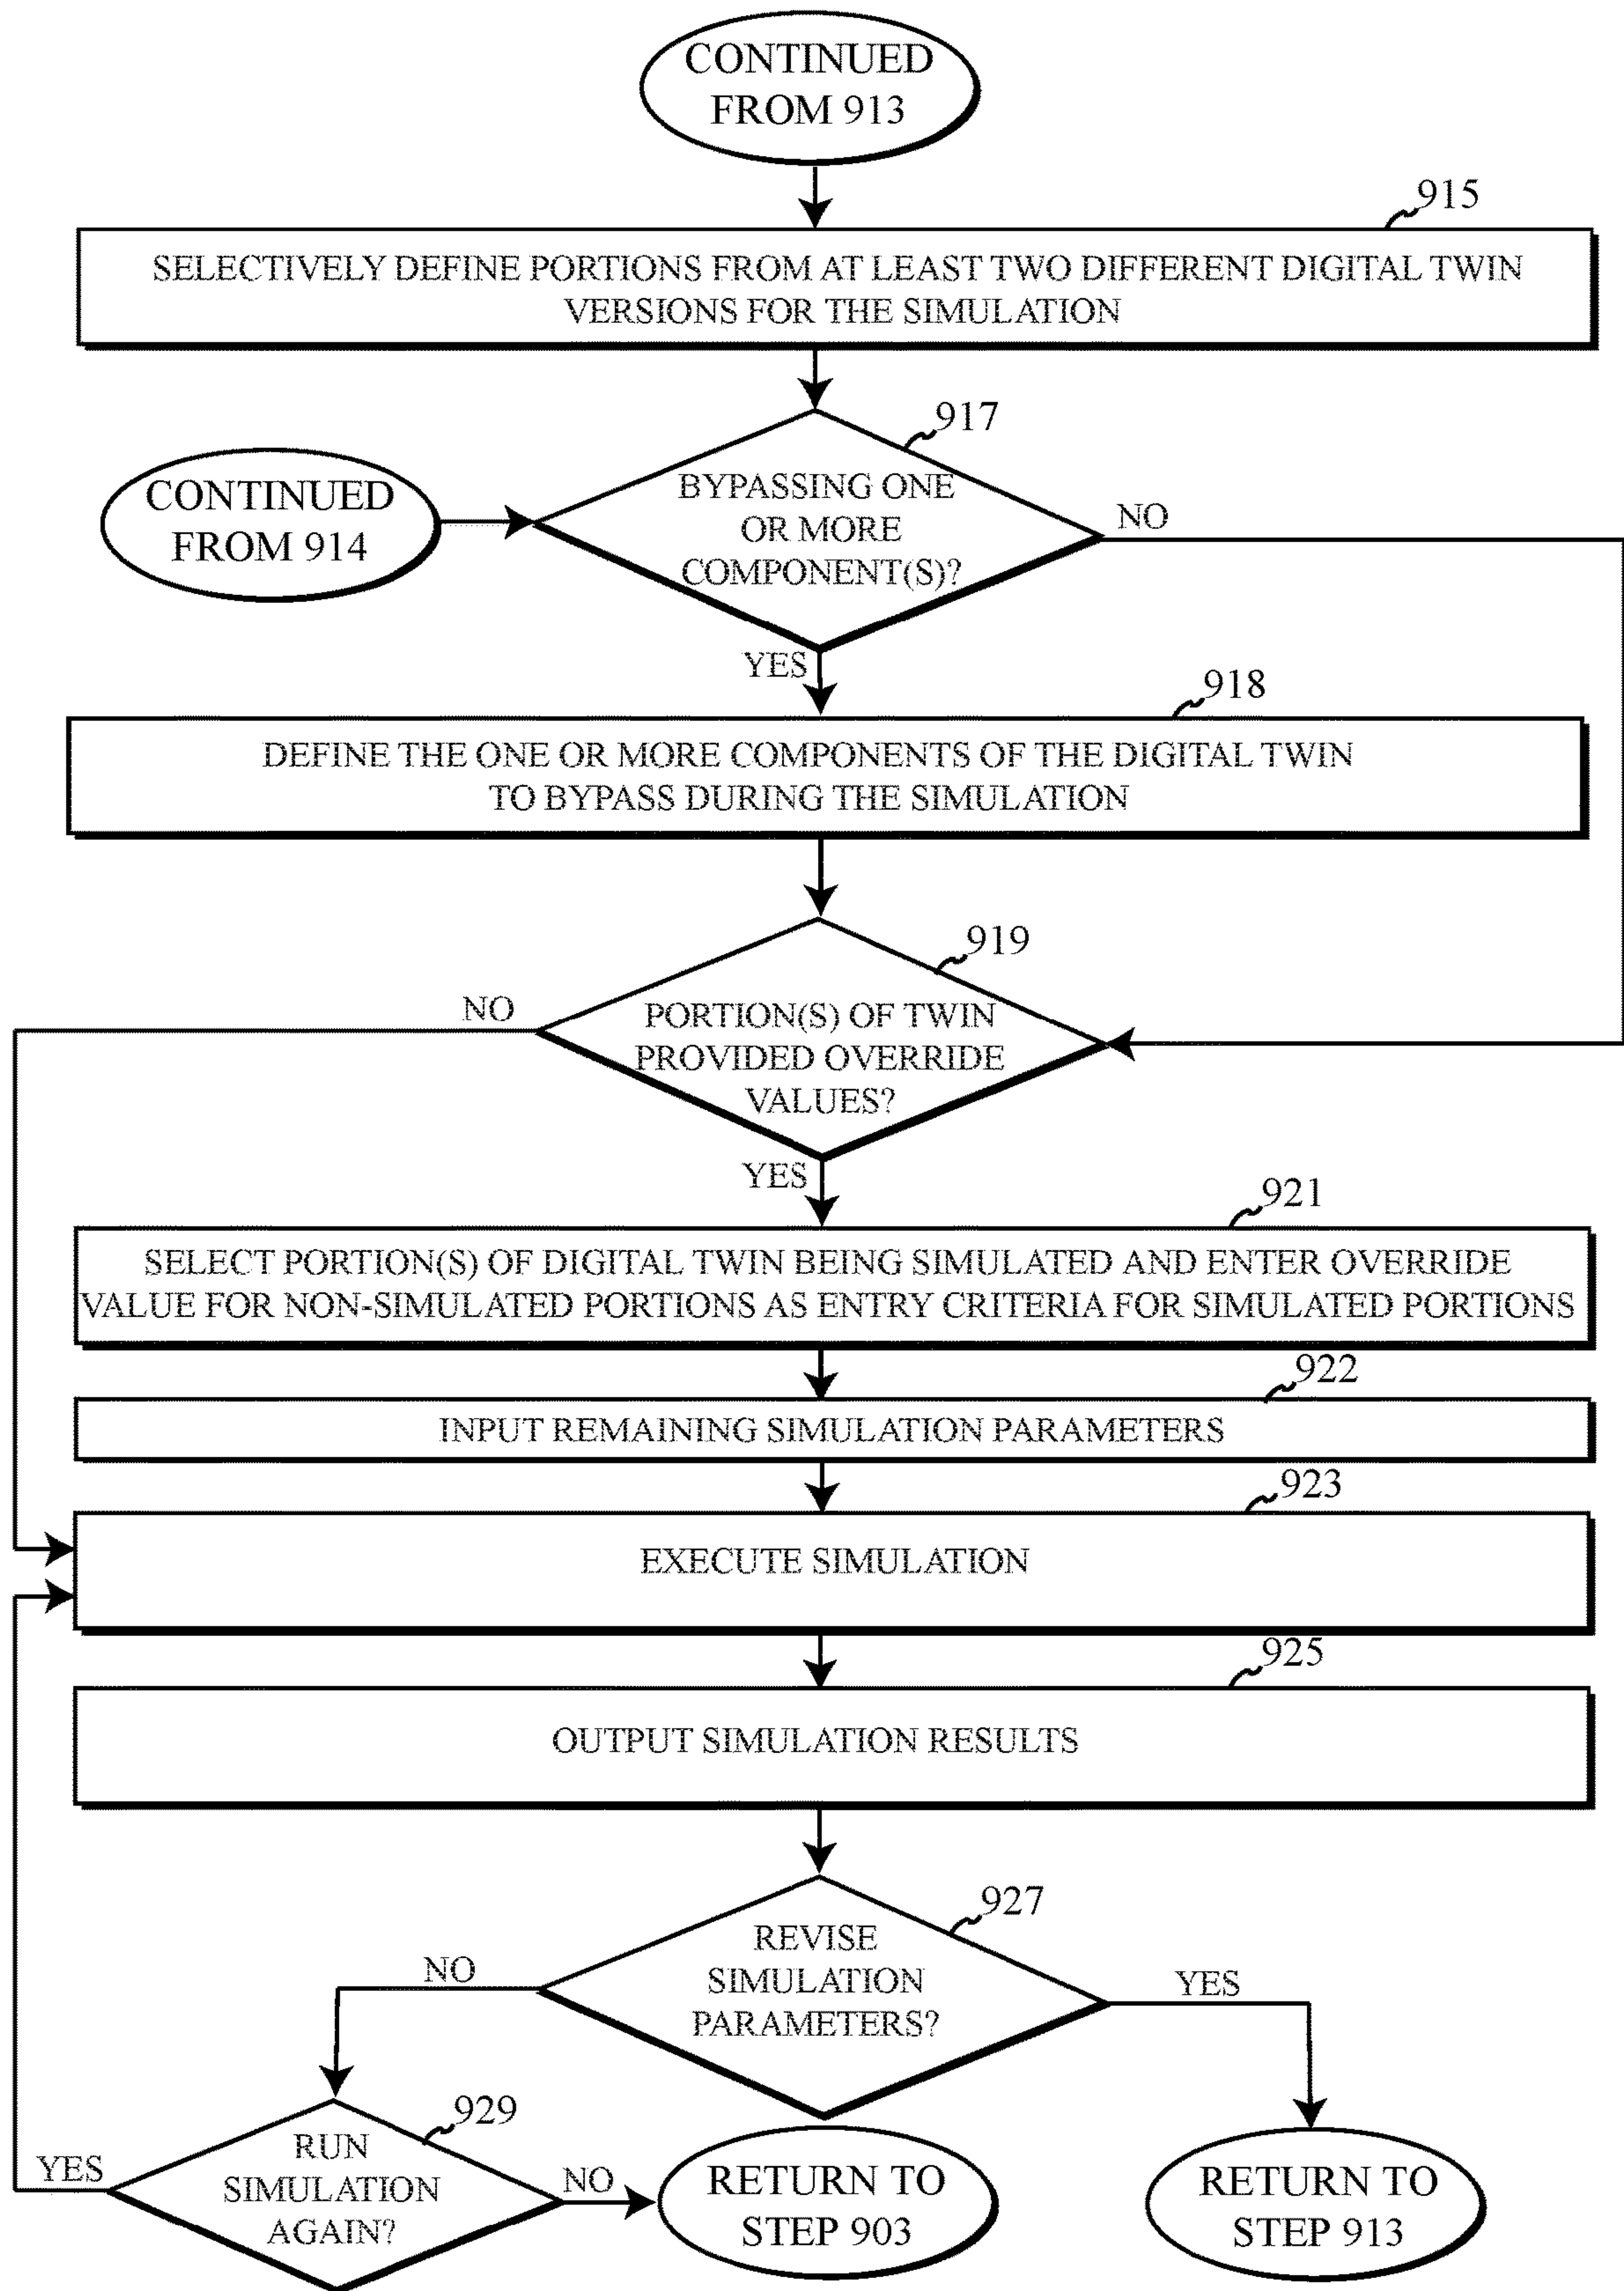 CONTINUED
FROM 913
915
SELECTIVELY DEFINE PORTIONS FROM AT LEAST TWO DIFFERENT DIGITAL TWIN
VERSIONS FOR THE SIMULATION
917
CONTINUED
FROM 914
BYPASSING ONE
OR MORE
COMPONENT(S)?
NO
YES
918
DEFINE THE ONE OR MORE COMPONENTS OF THE DIGITAL TWIN
TO BYPASS DURING THE SIMULATION
919
NO
PORTION(S) OF TWIN
PROVIDED OVERRIDE
VALUES?
YES
921
SELECT PORTION(S) OF DIGITAL TWIN BEING SIMULATED AND ENTER OVERRIDE
VALUE FOR NON-SIMULATED PORTIONS AS ENTRY CRITERIA FOR SIMULATED PORTIONS
922
INPUT REMAINING SIMULATION PARAMETERS
923
EXECUTE SIMULATION
925
OUTPUT SIMULATION RESULTS
927
REVISE
SIMULATION
PARAMETERS?
NO
YES
929
RUN
SIMULATION
AGAIN?
YES
NO
RETURN TO
STEP 903
RETURN TO
STEP 913